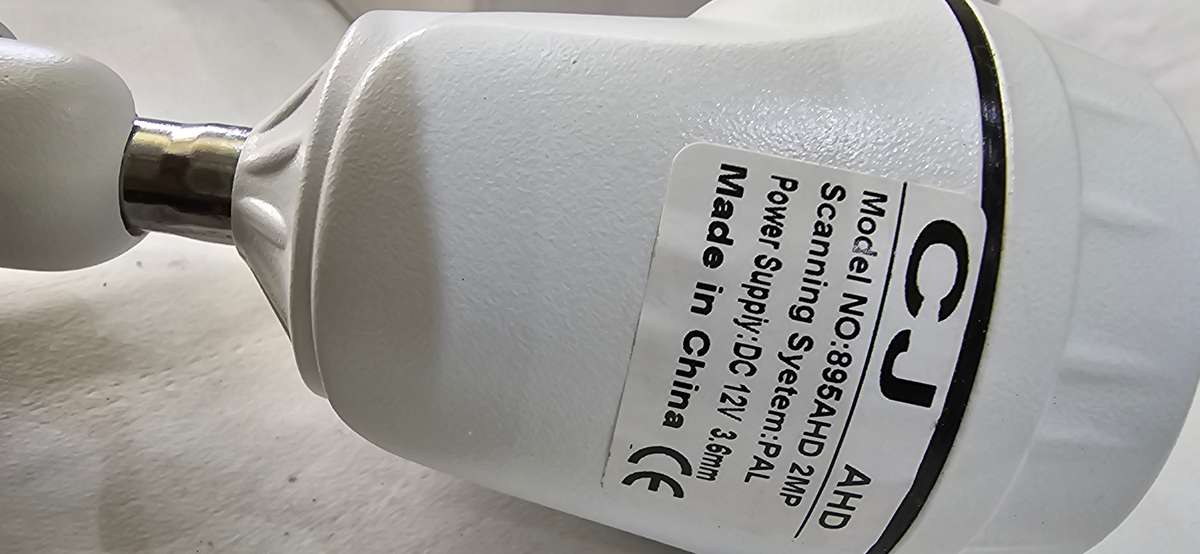 CJ AHD
Model NO:895AHD 2MP
Scanning Syetem:PAL
Power Supply:DC 12V 3.6mm
Made in China CE